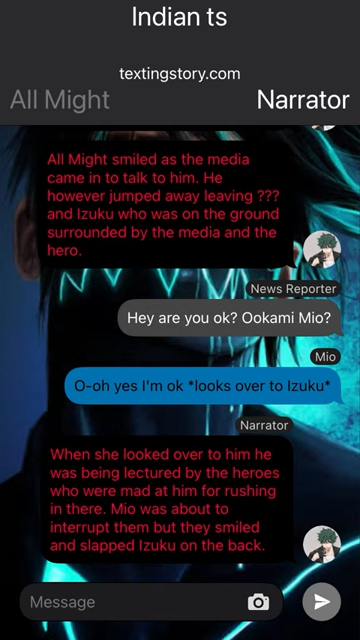 Indian ts
textingstory.com
All Might
Narrator
All Might smiled as the media
came in to talk to him. He
however jumped away leaving ???
and Izuku who was on the ground
surrounded by the media and the
hero.
News Reporter
Hey are you ok? Ookami Mio?
Mio
O-oh yes I'm ok *looks over to Izuku*
Narrator
When she looked over to him he
was being lectured by the heroes
who were mad at him for rushing
in there. Mio was about to
interrupt them but they smiled
and slapped Izuku on the back.
Message